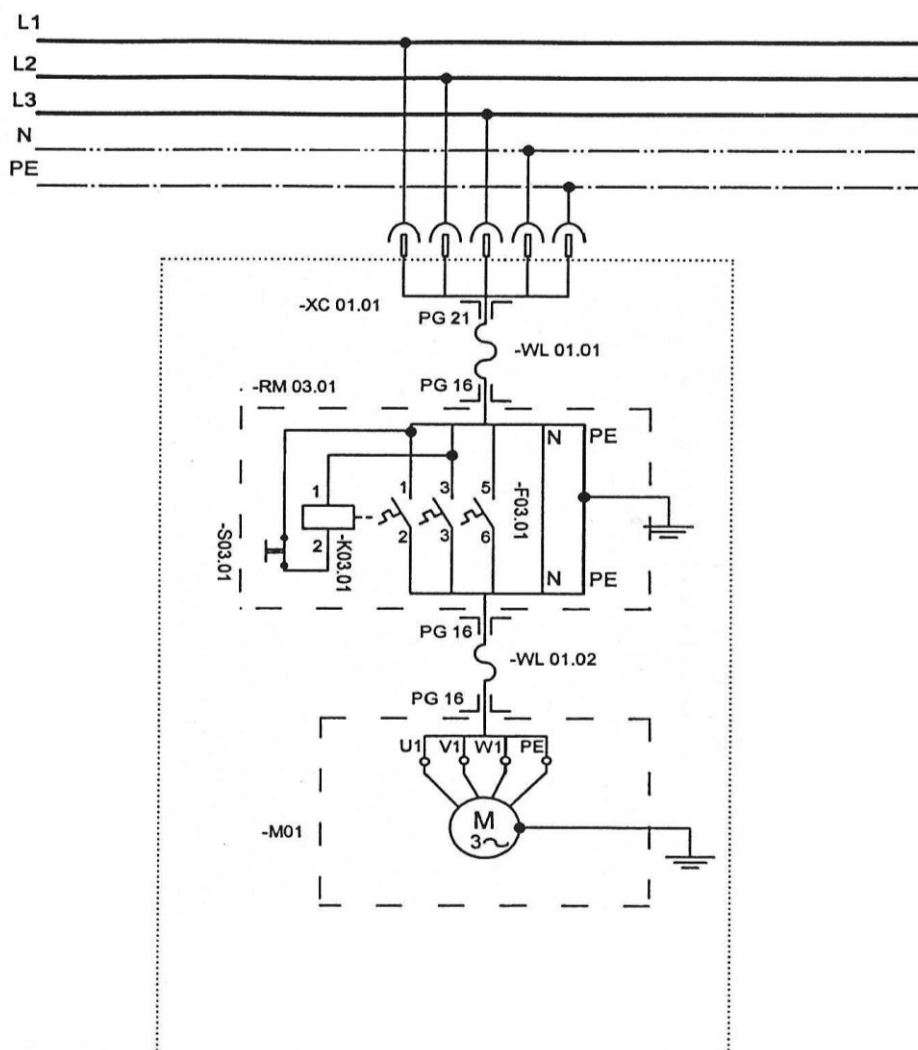 L1
L2
L3
N
PE
-XC 01.01
PG 21
-WL 01.01
PG 16
-RM 03.01
N PE
1 1 3 5
-F03.01
2 2 3 6
-K03.01
-S03.01
N PE
PG 16
-WL 01.02
PG 16
U1 V1 W1 PE
M
3~
-M01